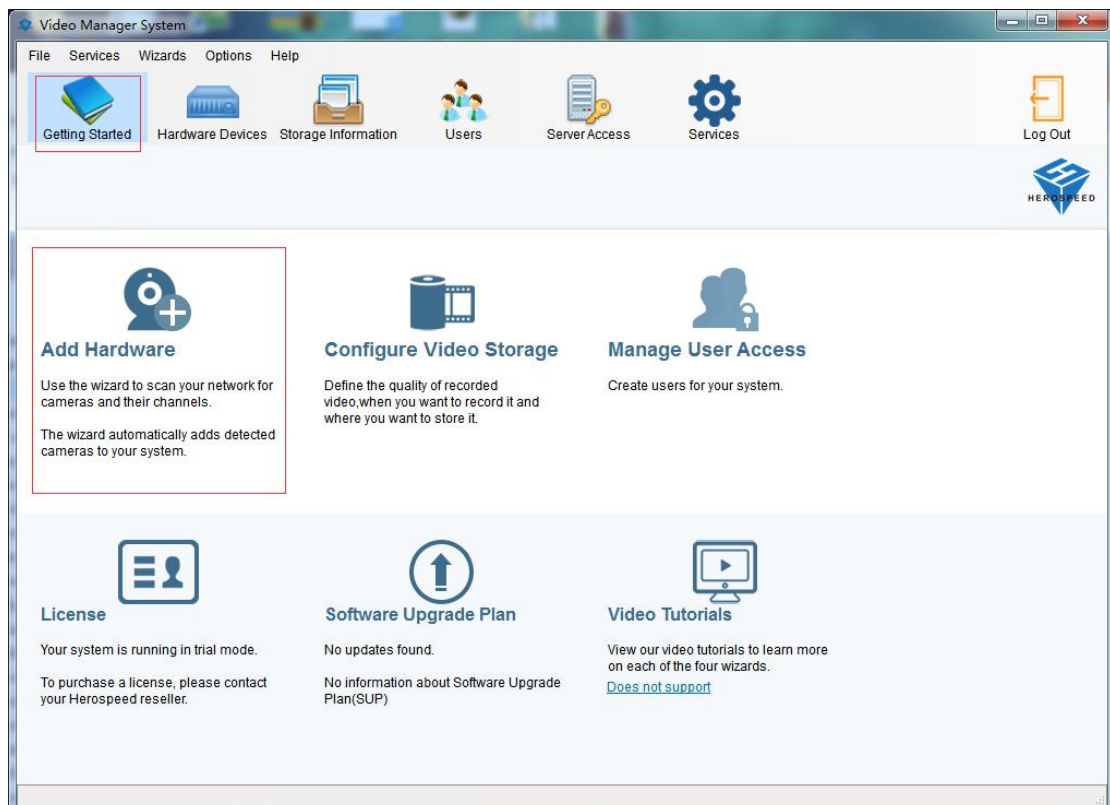 Video Manager System
File Services Wizards Options Help
Getting Started Hardware Devices Storage Information Users Server Access Services Log Out
HEROSPEED
Add Hardware
Use the wizard to scan your network for
cameras and their channels.
The wizard automatically adds detected
cameras to your system.
Configure Video Storage
Define the quality of recorded
video,when you want to record it and
where you want to store it.
Manage User Access
Create users for your system.
License
Your system is running in trial mode.
To purchase a license, please contact
your Herospeed reseller.
Software Upgrade Plan
No updates found.
No information about Software Upgrade
Plan(SUP)
Video Tutorials
View our video tutorials to learn more
on each of the four wizards.
Does not support